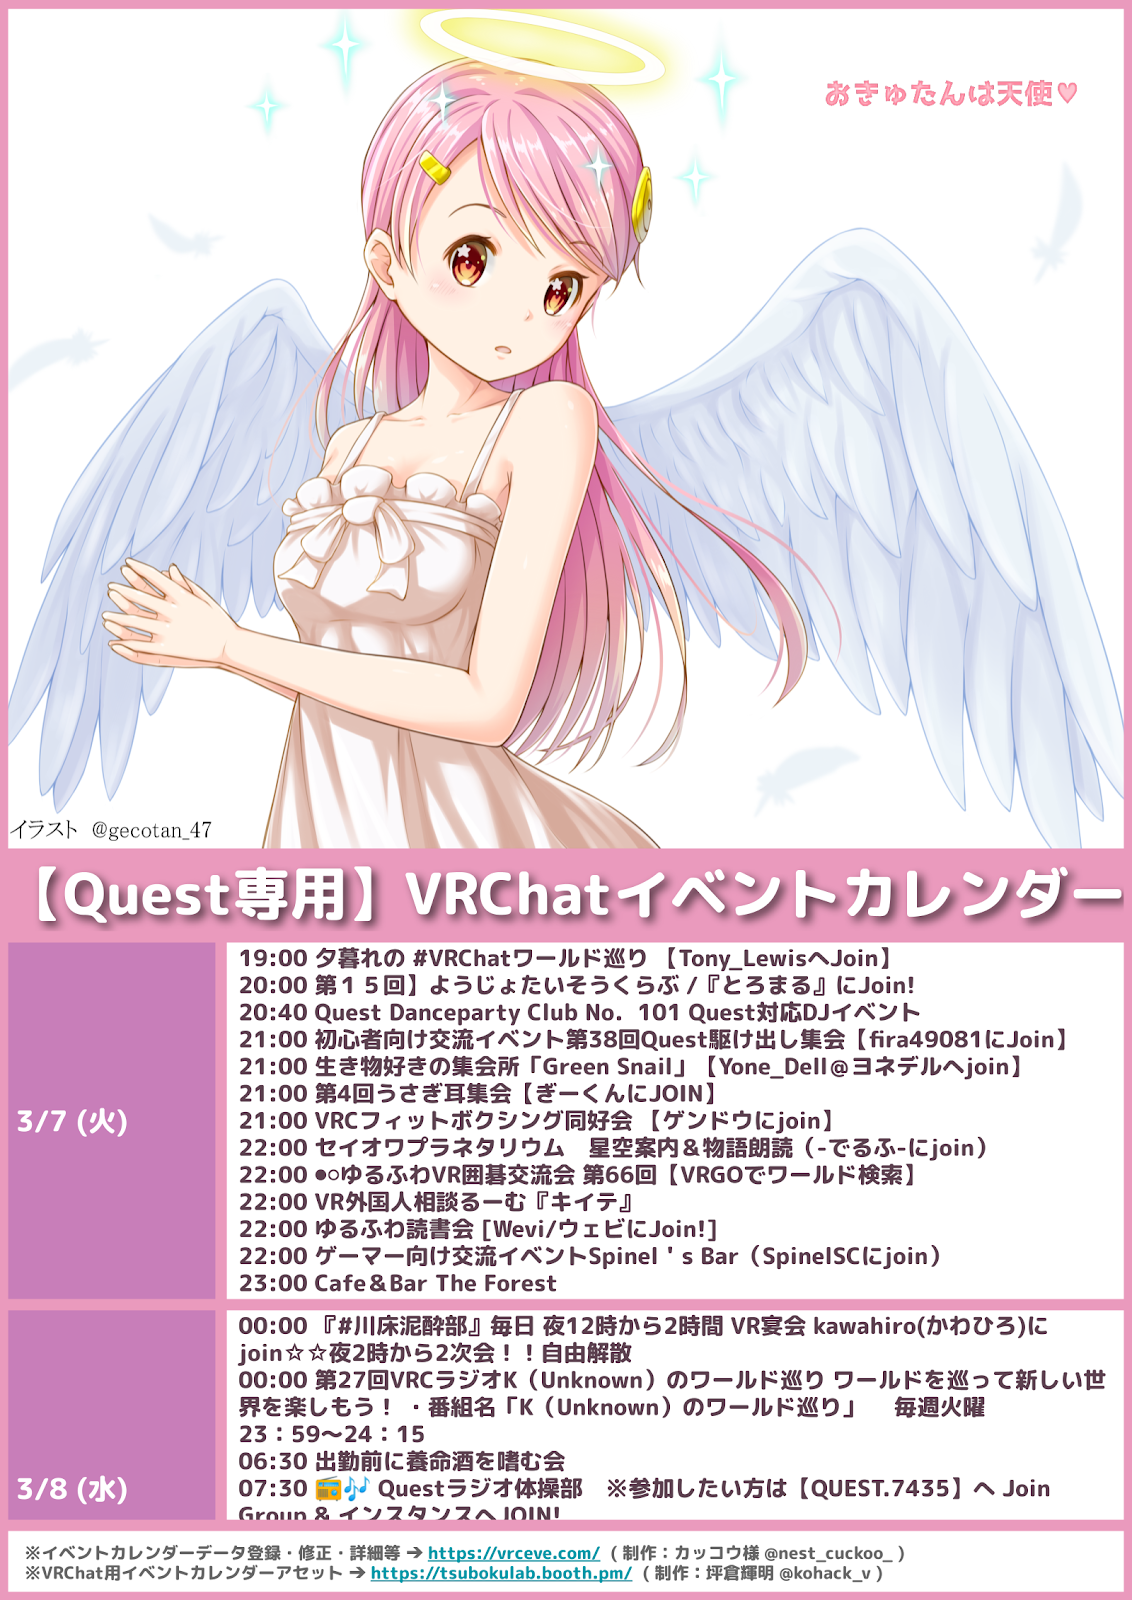 おきゅたんは天使♥
イラスト @gecotan_47
【Quest専用】VRChatイベントカレンダー
3/7 (火)
19:00 夕暮れの #VRChatワールド巡り 【Tony_LewisへJoin】
20:00 第１５回】ようじょたいそうくらぶ /『とろまる』にJoin!
20:40 Quest Danceparty Club No. 101 Quest対応DJイベント
21:00 初心者向け交流イベント第38回Quest駆け出し集会【fira49081にJoin】
21:00 生き物好きの集会所「Green Snail」【Yone_Dell＠ヨネデルへjoin】
21:00 第4回うさぎ耳集会【ぎーくんにJOIN】
21:00 VRCフィットボクシング同好会 【ゲンドウにjoin】
22:00 セイオワプラネタリウム　星空案内＆物語朗読（-でるふ-にjoin）
22:00 ●○ゆるふわVR囲碁交流会 第66回【VRGOでワールド検索】
22:00 VR外国人相談るーむ『キイテ』
22:00 ゆるふわ読書会 [Wevi/ウェビにJoin!]
22:00 ゲーマー向け交流イベントSpinel ' s Bar（SpinelSCにjoin）
23:00 Cafe＆Bar The Forest
3/8 (水)
00:00 『#川床泥酔部』毎日 夜12時から2時間 VR宴会 kawahiro(かわひろ)に
join☆☆夜2時から2次会！！自由解散
00:00 第27回VRCラジオK（Unknown）のワールド巡り ワールドを巡って新しい世
界を楽しもう！ ・番組名「K（Unknown）のワールド巡り」　毎週火曜
23：59～24：15
06:30 出勤前に養命酒を嗜む会
07:30 📻🎶 Questラジオ体操部　※参加したい方は【QUEST.7435】へ Join
Group & インスタンスへJOIN!
※イベントカレンダーデータ登録・修正・詳細等 ➔ https://vrceve.com/ ( 制作：カッコウ様 @nest_cuckoo_ )
※VRChat用イベントカレンダーアセット ➔ https://tsubokulab.booth.pm/ ( 制作：坪倉輝明 @kohack_v )